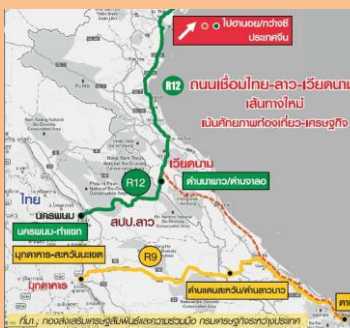 ไปฮานอย/กว่างซี
ประเทศจีน
R12 ถนนเชื่อมไทย-ลาว-เวียดนาม
เส้นทางใหม่
เน้นศักยภาพท่องเที่ยว-เศรษฐกิจ
เวียดนาม
R12
ด่านนาพาว/ด่านจาลอ
ไทย
นครพนม
สปป.ลาว
นครพนม-ท่าแขก
มุกดาหาร-สะหวันนะเขต
R9
มุกดาหาร
ด่านแดนสะหวัน/ด่านลาวบาว
ที่มา : กองส่งเสริมเศรษฐสัมพันธ์และความร่วมมือ กรมเศรษฐกิจระหว่างประเทศ